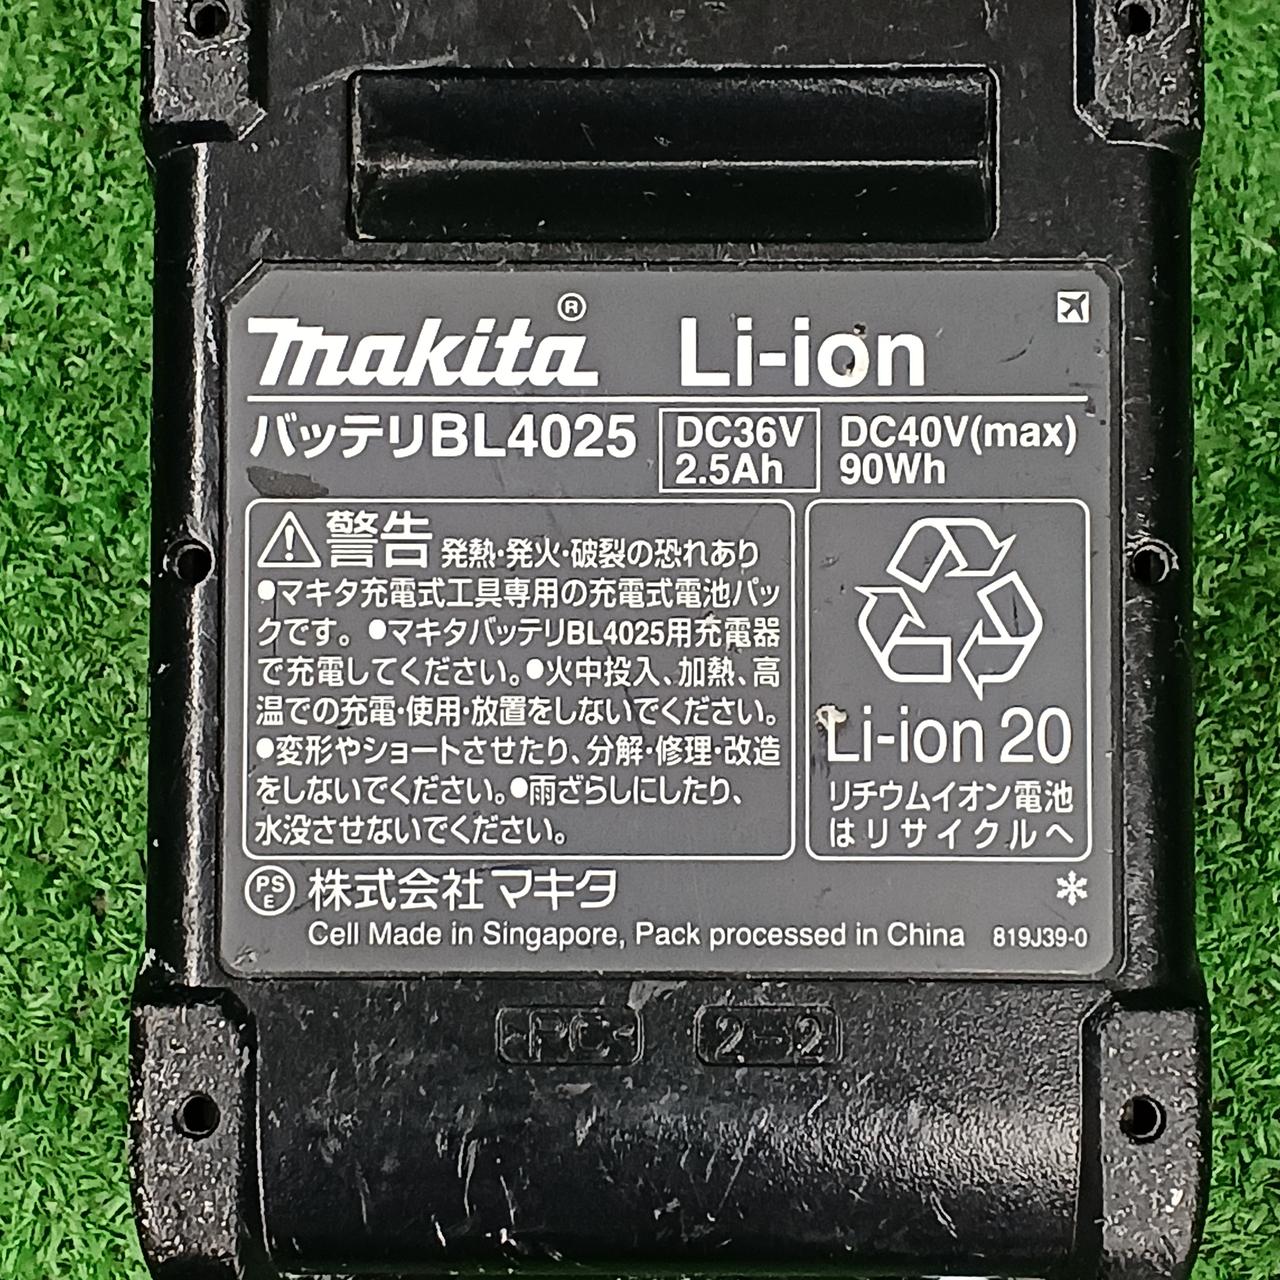 makita® Li-ion
バッテリBL4025
DC36V
2.5Ah
DC40V(max)
90Wh
警告 発熱・発火・破裂の恐れあり
●マキタ充電式工具専用の充電式電池パッ
クです。●マキタバッテリBL4025用充電器
で充電してください。●火中投入、加熱、高
温での充電・使用・放置をしないでください。
●変形やショートさせたり、分解・修理・改造
をしないでください。●雨ざらしにしたり、
水没させないでください。
Li-ion 20
リチウムイオン電池
はリサイクルへ
PS
E
株式会社マキタ
Cell Made in Singapore, Pack processed in China 819J39-0
>PC<
2-2